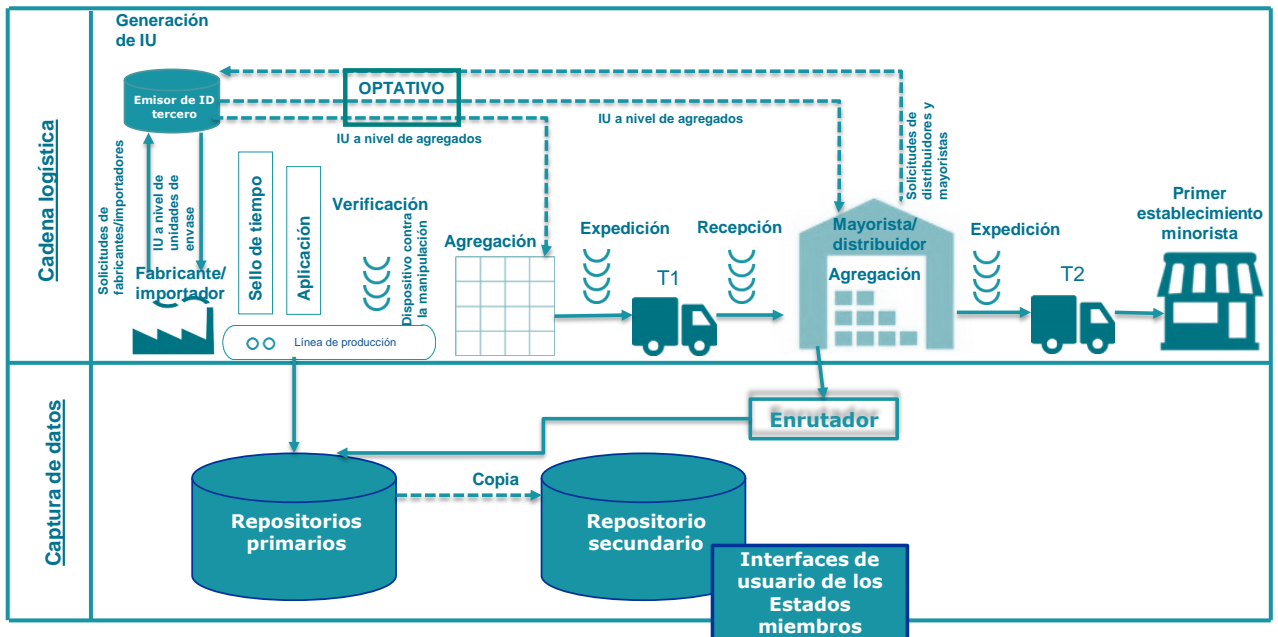 Cadena logística
Generación
de IU
Emisor de ID
tercero
OPTATIVO
IU a nivel de agregados
IU a nivel de agregados
Solicitudes de
distribuidores y
mayoristas
Solicitudes de
fabricantes/importadores
IU a nivel de
unidades de
envase
Fabricante/
importador
Sello de tiempo
Aplicación
Verificación
Dispositivo contra
la manipulación
Línea de producción
Agregación
Expedición
T1
Recepción
Mayorista/
distribuidor
Agregación
Expedición
T2
Primer
establecimiento
minorista
Captura de datos
Enrutador
Repositorios
primarios
Copia
Repositorio
secundario
Interfaces de
usuario de los
Estados
miembros